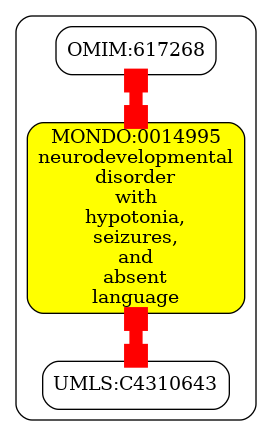 OMIM:617268
MONDO:0014995
neurodevelopmental
disorder
with
hypotonia,
seizures,
and
absent
language
UMLS:C4310643